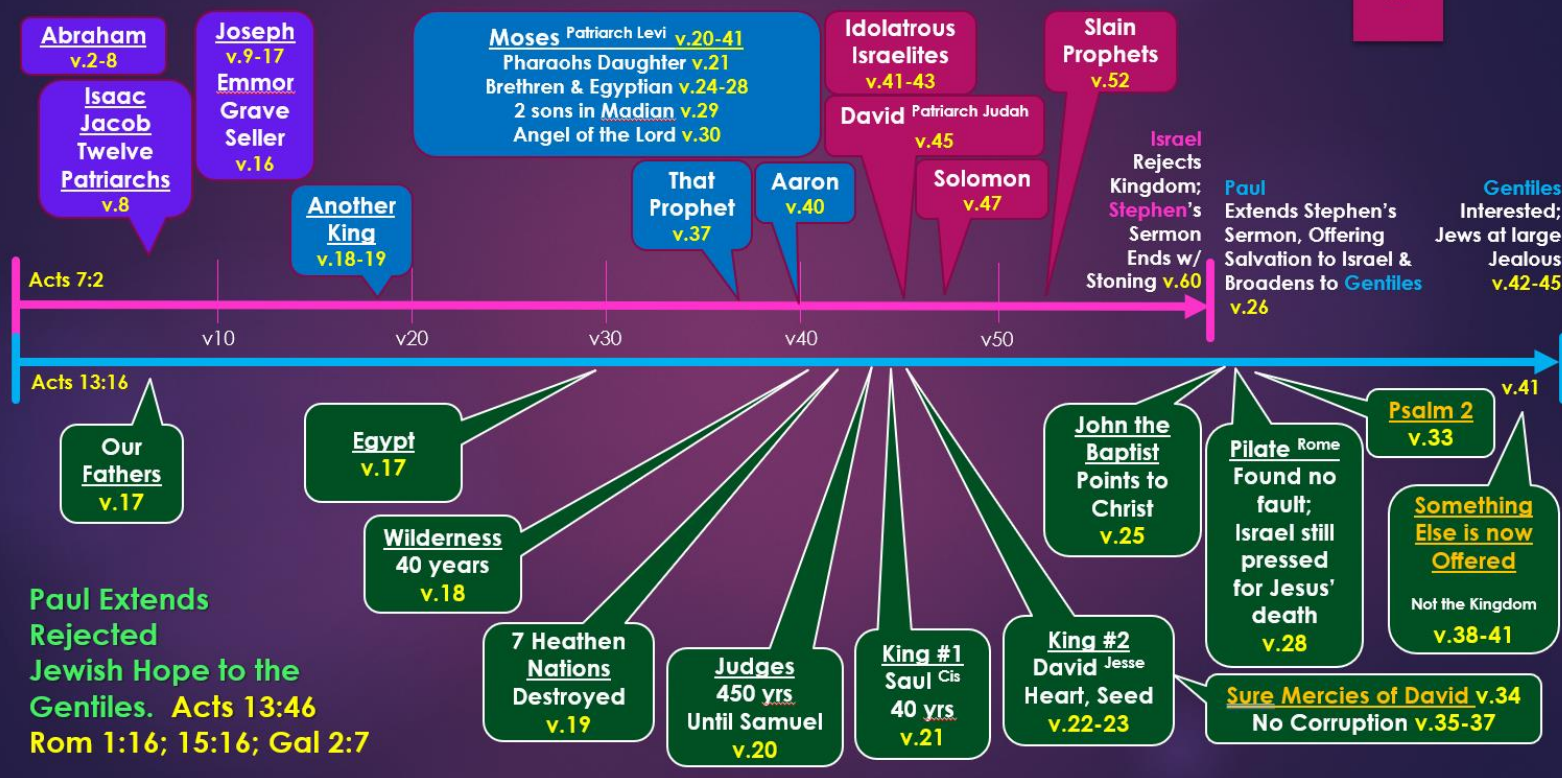 Abraham
v.2-8
Isaac
Jacob
Twelve
Patriarchs
v.8
Joseph
v.9-17
Emmor
Grave
Seller
v.16
Another
King
v.18-19
Moses Patriarch Levi v.20-41
Pharaohs Daughter v.21
Brethren & Egyptian v.24-28
2 sons in Madian v.29
Angel of the Lord v.30
That
Prophet
v.37
Aaron
v.40
Idolatrous
Israelites
v.41-43
David Patriarch Judah
v.45
Solomon
v.47
Slain
Prophets
v.52
Israel
Rejects
Kingdom;
Stephen's
Sermon
Ends w/
Stoning v.60
Paul
Extends Stephen's
Sermon, Offering
Salvation to Israel &
Broadens to Gentiles
v.26
Gentiles
Interested;
Jews at large
Jealous
v.42-45
Acts 7:2
v10
v20
v30
v40
v50
Acts 13:16
v.41
Our
Fathers
v.17
Egypt
v.17
Wilderness
40 years
v.18
7 Heathen
Nations
Destroyed
v.19
Judges
450 yrs
Until Samuel
v.20
King #1
Saul Cis
40 yrs
v.21
King #2
David Jesse
Heart, Seed
v.22-23
John the
Baptist
Points to
Christ
v.25
Pilate Rome
Found no
fault;
Israel still
pressed
for Jesus'
death
v.28
Psalm 2
v.33
Sure Mercies of David v.34
No Corruption v.35-37
Something
Else is now
Offered
Not the Kingdom
v.38-41
Paul Extends
Rejected
Jewish Hope to the
Gentiles. Acts 13:46
Rom 1:16; 15:16; Gal 2:7